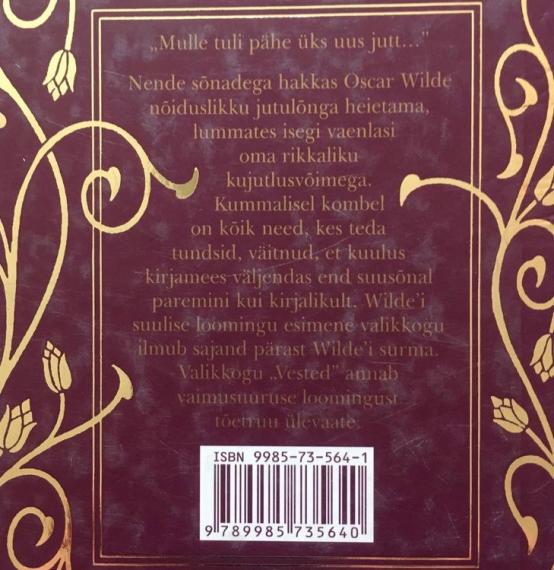 „Mulle tuli pähe üks uus jutt...”
Nende sõnadega hakkas Oscar Wilde
nõiduslikku jutulõnga heietama,
lummates isegi vaenlasi
oma rikkaliku
kujutlusvõimega.
Kummalisel kombel
on kõik need, kes teda
tundsid, väitnud, et kuulus
kirjamees väljendas end suusõnal
paremini kui kirjalikult. Wilde’i
suulise loomingu esimene valikkogu
ilmub sajand pärast Wilde’i surma.
Valikkogu „Vested” annab
vaimusuuruse loomingust
tõetruu ülevaate.
ISBN 9985-73-564-1
9 789985 735640